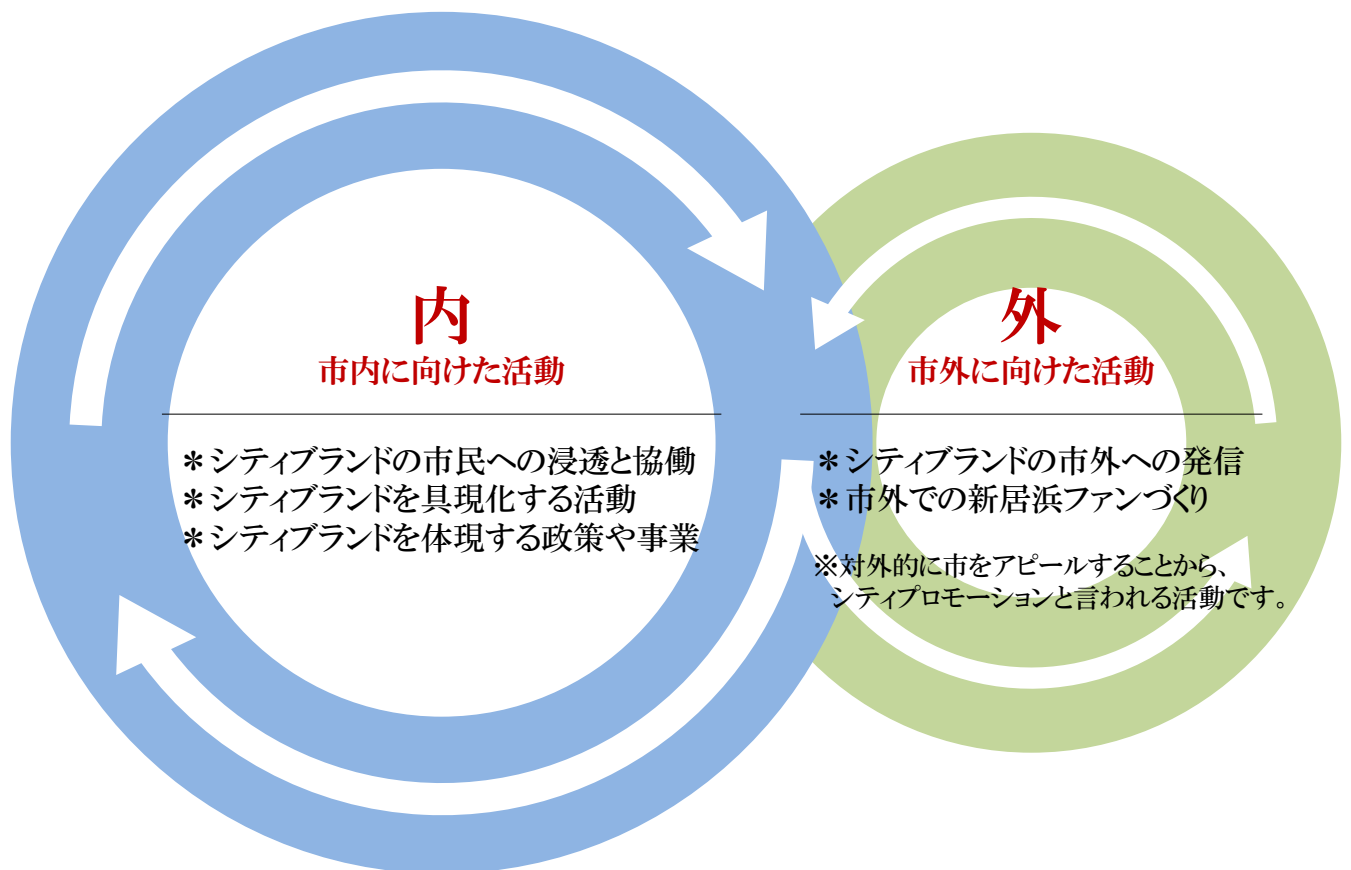 内
市内に向けた活動
＊シティブランドの市民への浸透と協働
＊シティブランドを具現化する活動
＊シティブランドを体現する政策や事業
外
市外に向けた活動
＊シティブランドの市外への発信
＊市外での新居浜ファンづくり
※対外的に市をアピールすることから、
シティプロモーションと言われる活動です。